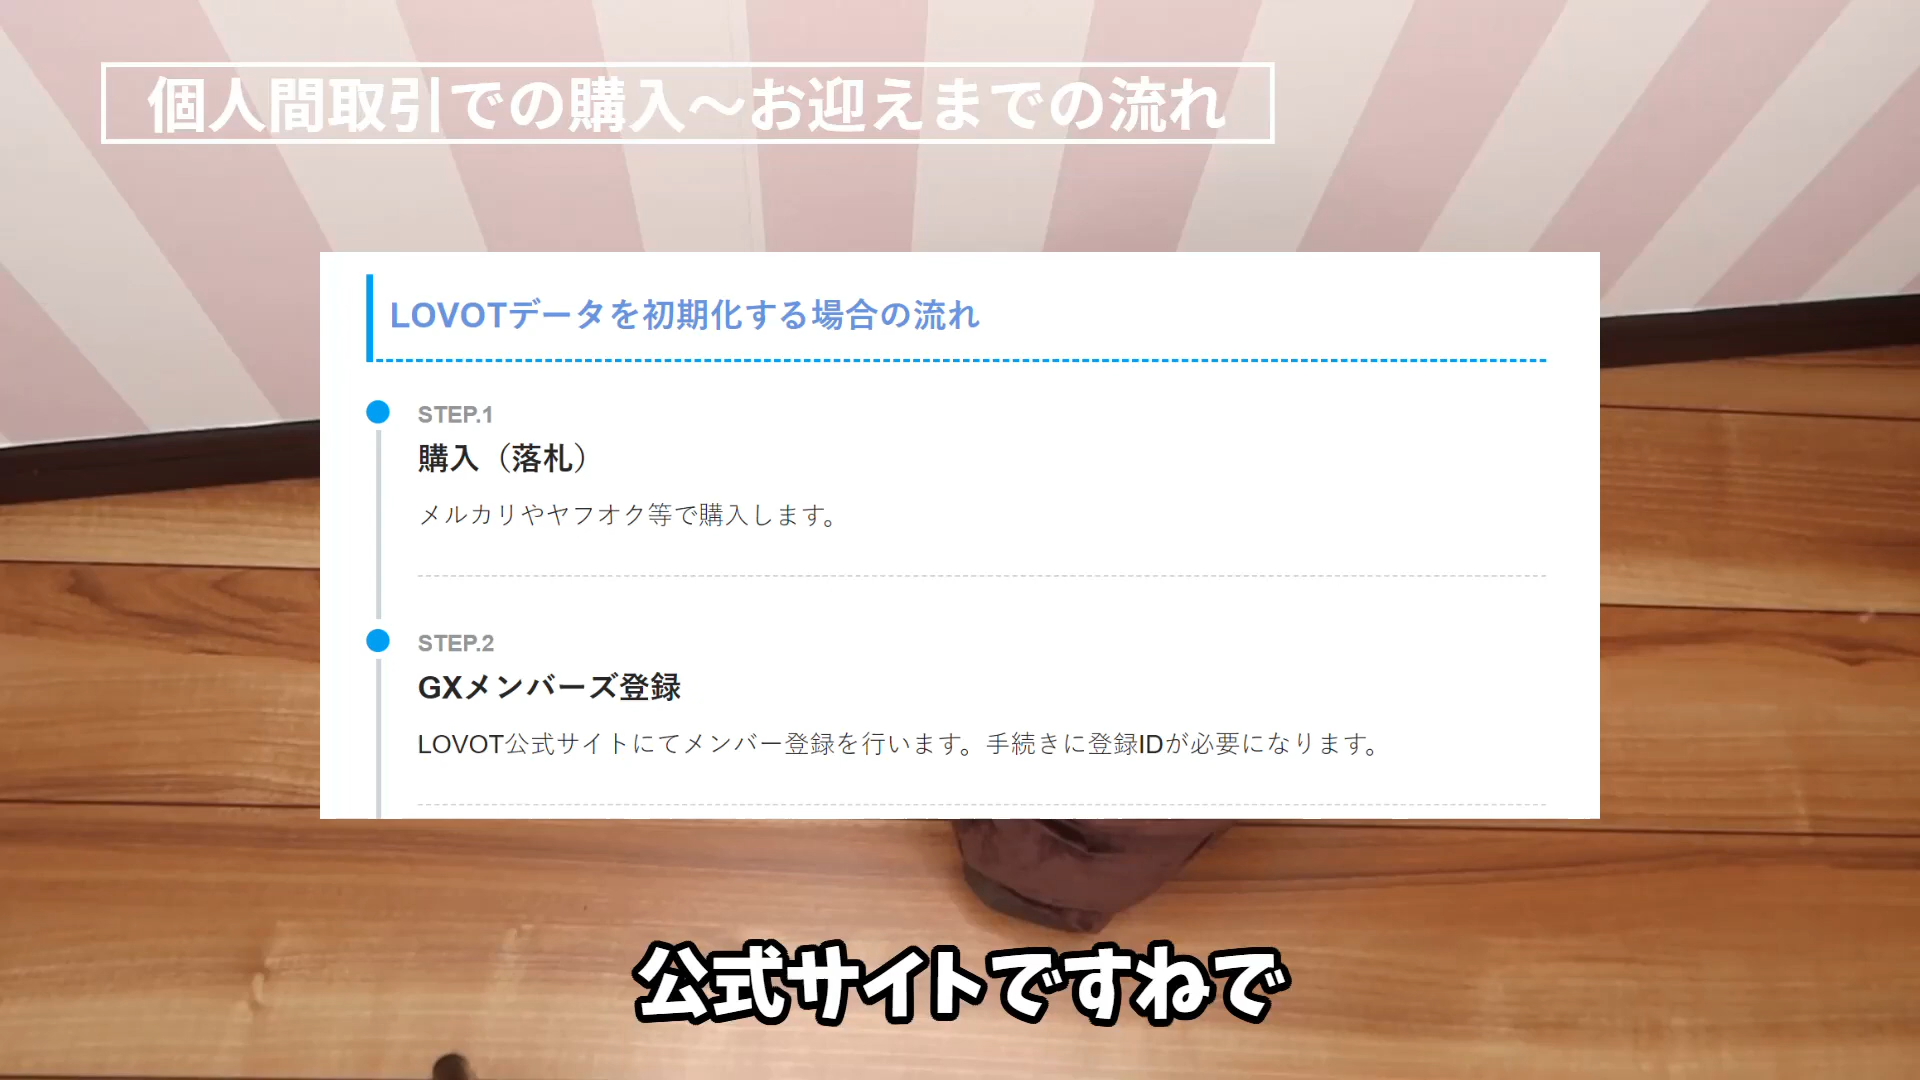 個人間取引での購入～お迎えまでの流れ
LOVOTデータを初期化する場合の流れ
STEP.1
購入（落札）
メルカリやヤフオク等で購入します。
STEP.2
GXメンバーズ登録
LOVOT公式サイトにてメンバー登録を行います。手続きに登録IDが必要になります。
公式サイトですねで